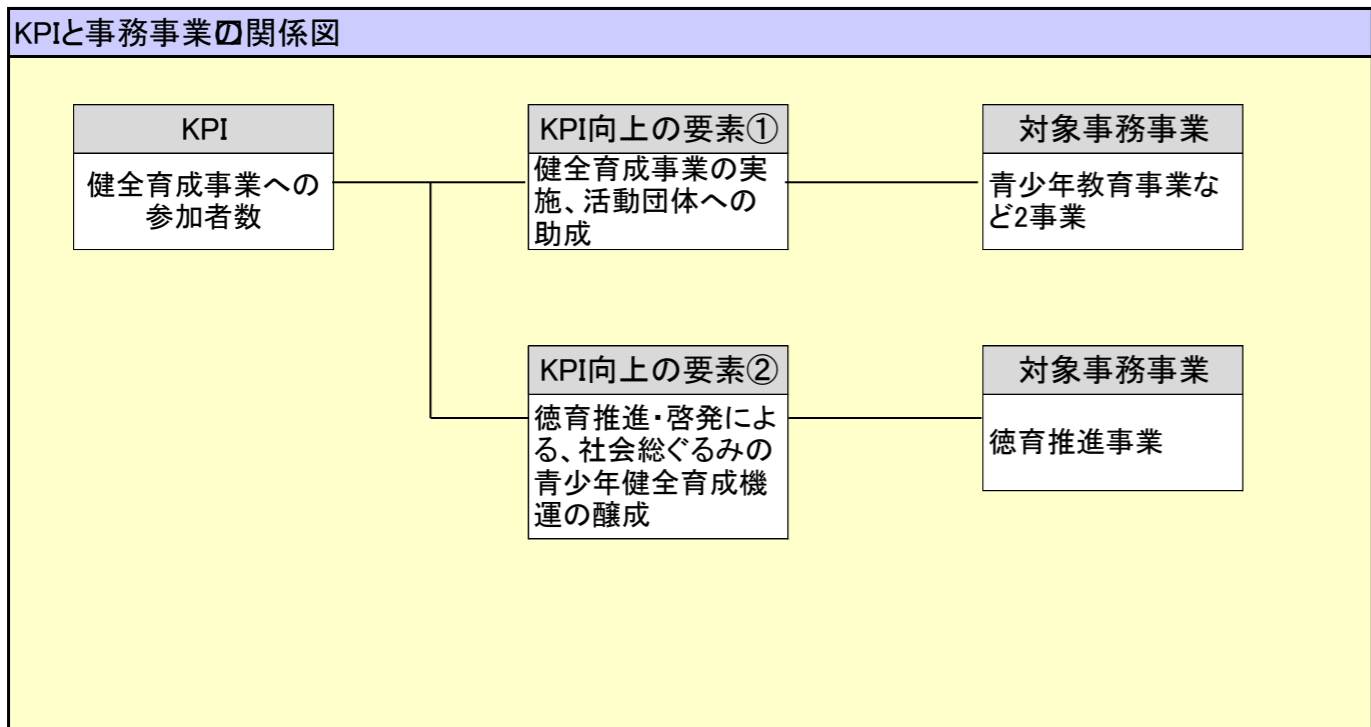 KPIと事務事業の関係図
KPI
健全育成事業への
参加者数
KPI向上の要素①
健全育成事業の実
施、活動団体への
助成
対象事務事業
青少年教育事業な
ど2事業
KPI向上の要素②
徳育推進・啓発によ
る、社会総ぐるみの
青少年健全育成機
運の醸成
対象事務事業
徳育推進事業